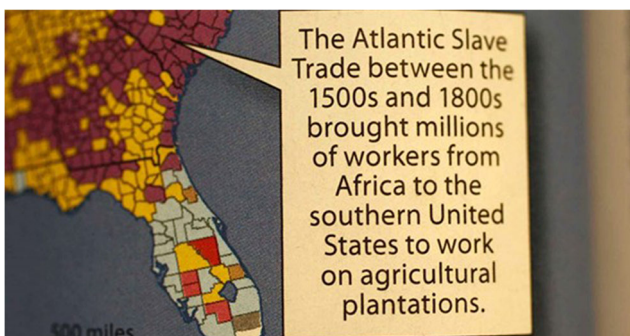 The Atlantic Slave
Trade between the
1500s and 1800s
brought millions
of workers from
Africa to the
southern United
States to work
on agricultural
plantations.
500 miles